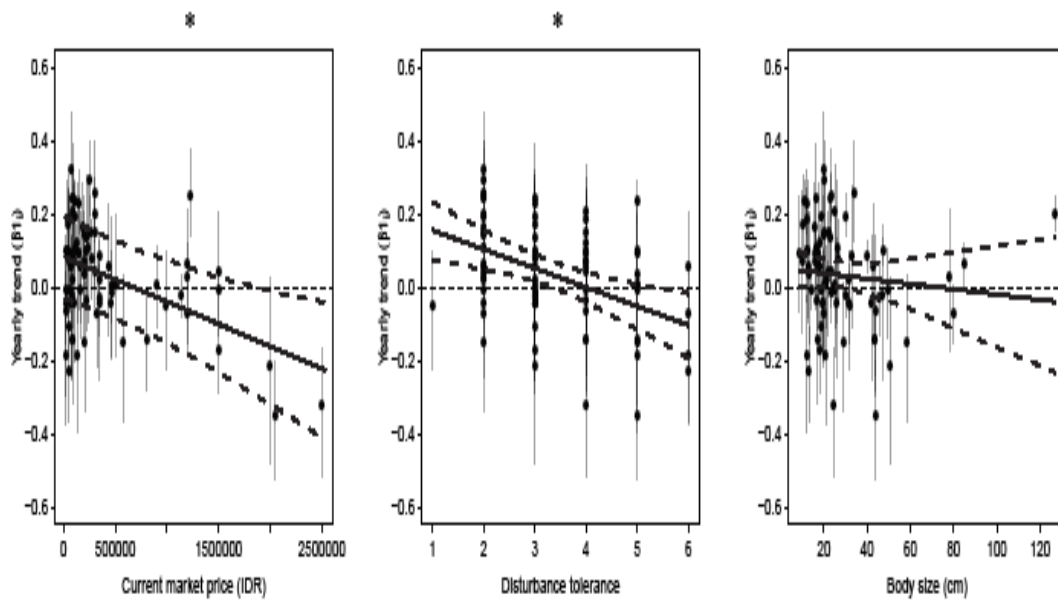 *
*
0.6
0.4
0.2
0.0
−0.2
−0.4
−0.6
Yearly trend (β1ᵢ)
0 500000 1500000 2500000
Current market price (IDR)
0.6
0.4
0.2
0.0
−0.2
−0.4
−0.6
Yearly trend (β1ᵢ)
1 2 3 4 5 6
Disturbance tolerance
0.6
0.4
0.2
0.0
−0.2
−0.4
−0.6
Yearly trend (β1ᵢ)
20 40 60 80 100 120
Body size (cm)